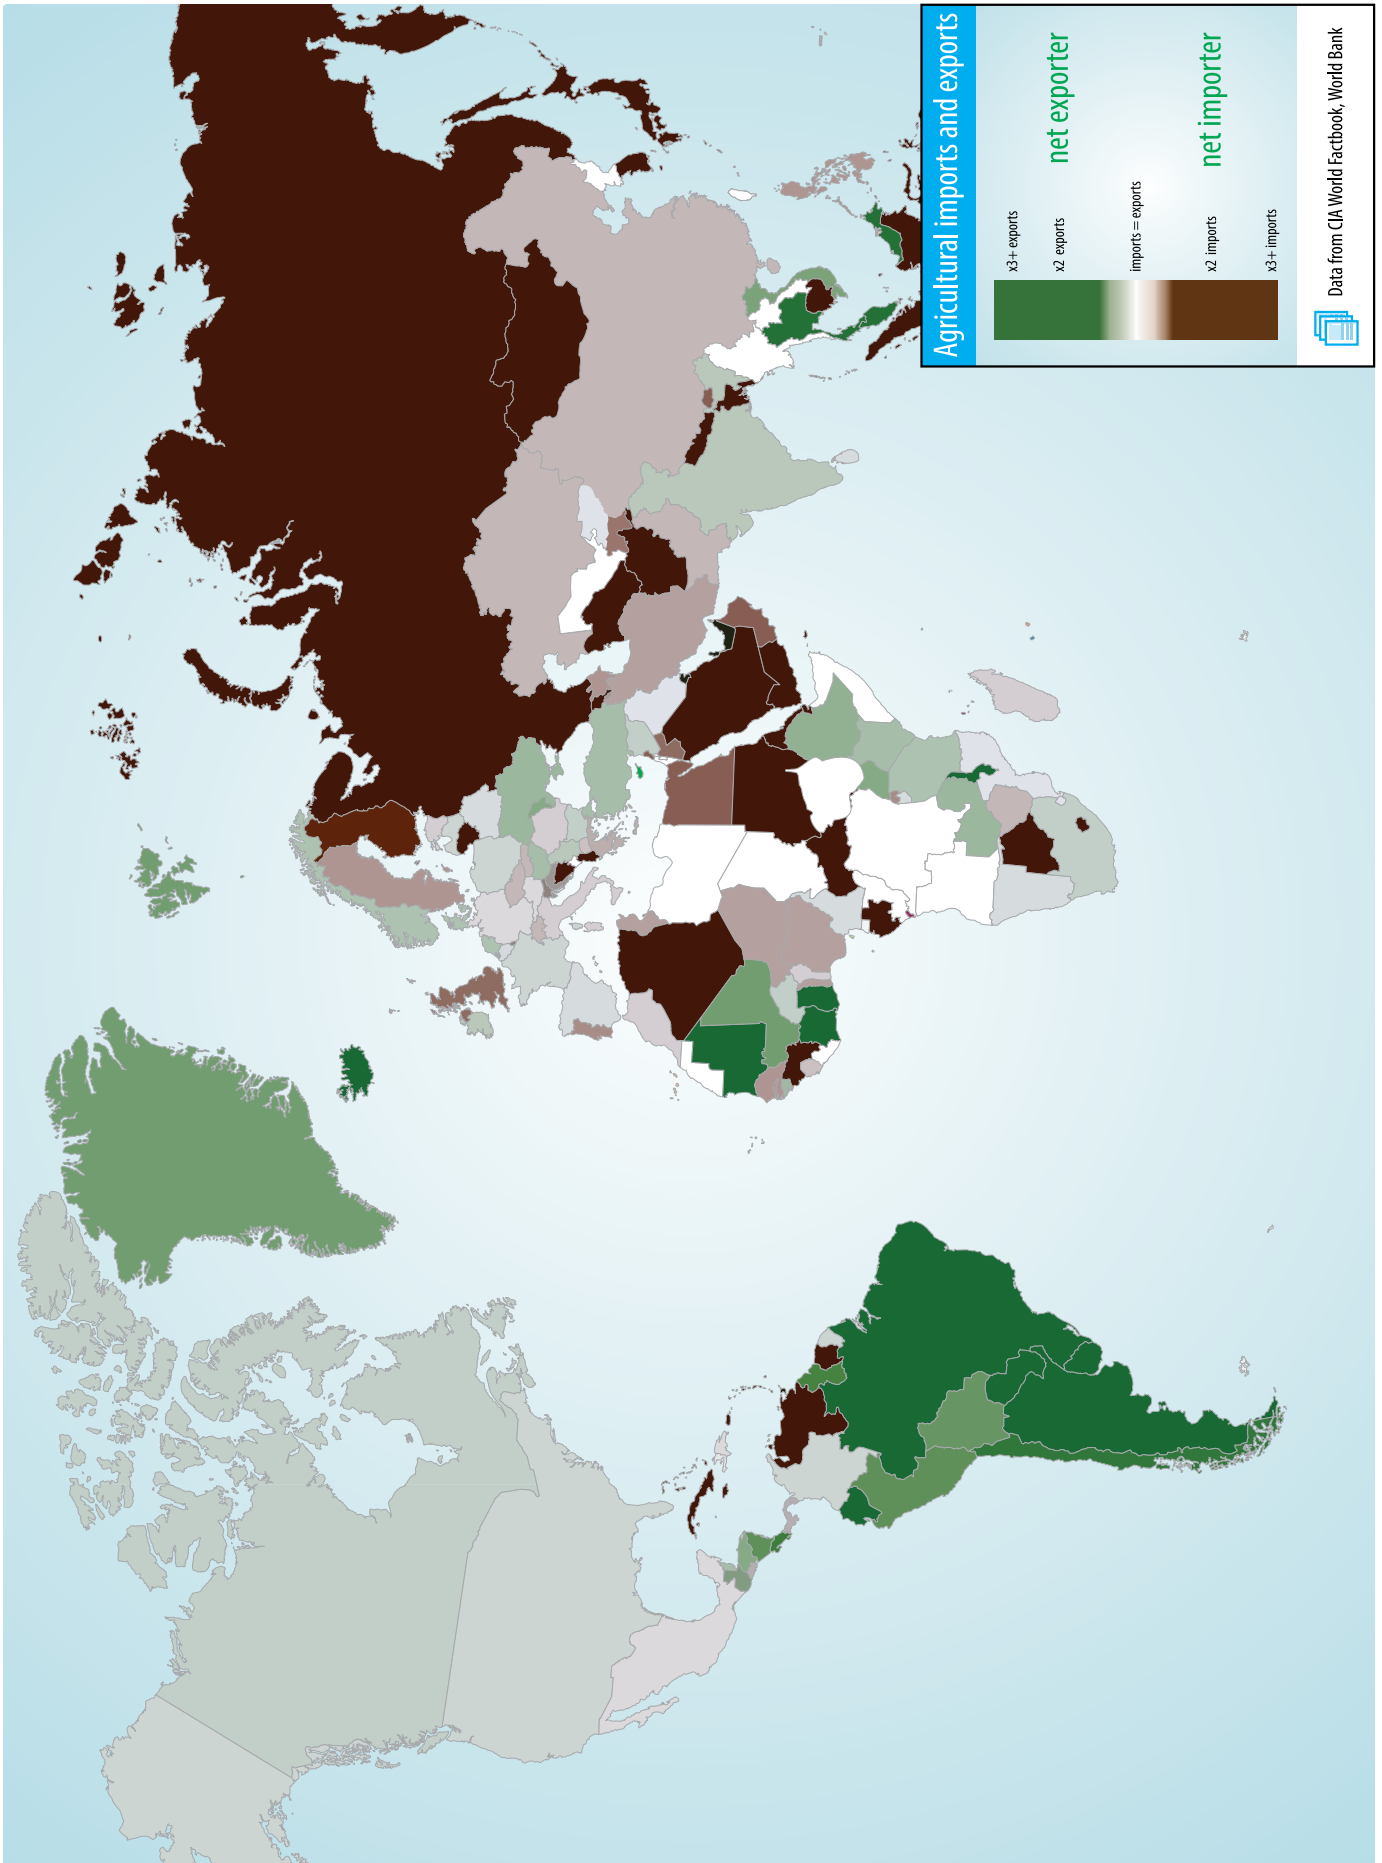 Agricultural imports and exports
x3+ exports
x2 exports
net exporter
imports = exports
x2 imports
net importer
x3+ imports
Data from CIA World Factbook, World Bank